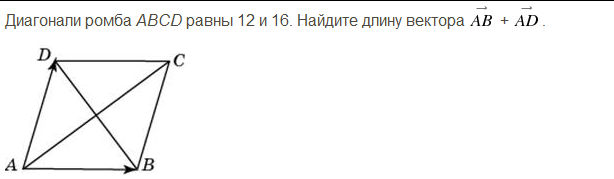 Диагонали ромба ABCD равны 12 и 16. Найдите длину вектора AB + AD .
D C
A B